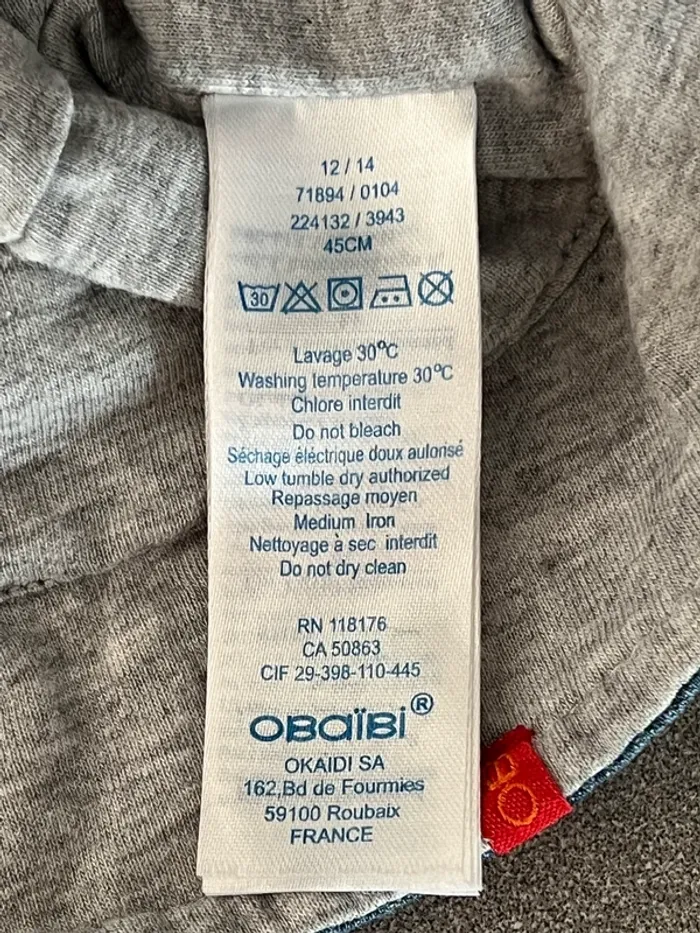 12 / 14
71894 / 0104
224132 / 3943
45CM
30
Lavage 30°C
Washing temperature 30°C
Chlore interdit
Do not bleach
Séchage éléctrique doux autorisé
Low tumble dry authorized
Repassage moyen
Medium Iron
Nettoyage à sec interdit
Do not dry clean
RN 118176
CA 50863
CIF 29-398-110-445
OBaïBi®
OKAIDI SA
162,Bd de Fourmies
59100 Roubaix
FRANCE